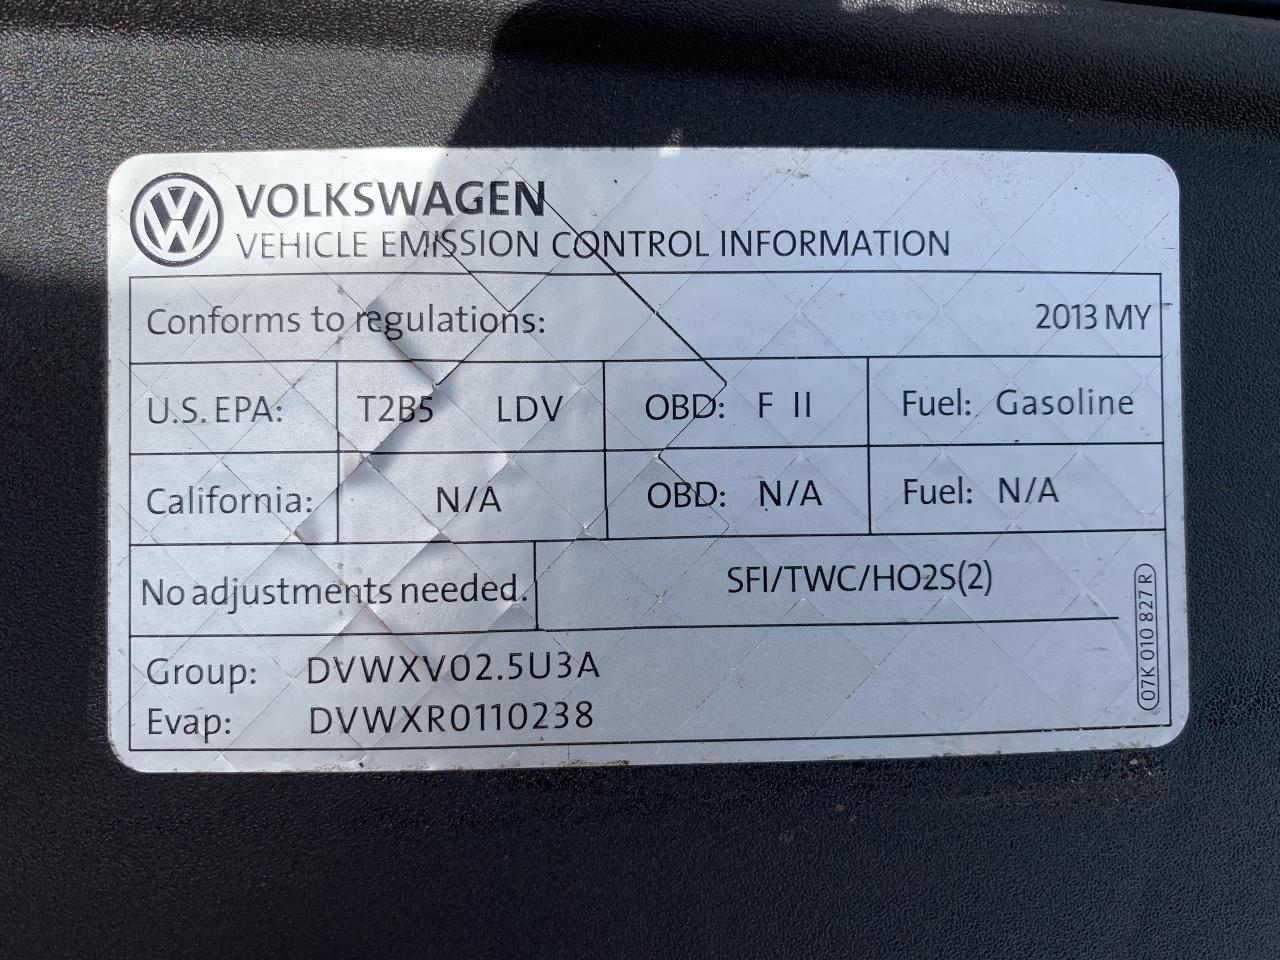 VOLKSWAGEN
VEHICLE EMISSION CONTROL INFORMATION
Conforms to regulations: 2013 MY
U.S. EPA: T2B5 LDV OBD: F II Fuel: Gasoline
California: N/A OBD: N/A Fuel: N/A
No adjustments needed. SFI/TWC/HO2S(2)
Group: DVWXV02.5U3A
Evap: DVWXR0110238
07K 010 827 R